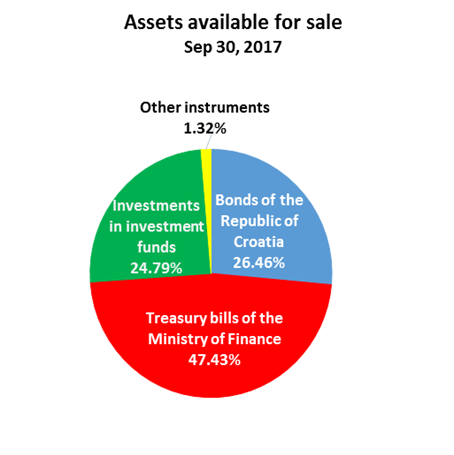 Assets available for sale
Sep 30, 2017
Other instruments
1.32%
Bonds of the
Republic of
Croatia
26.46%
Investments
in investment
funds
24.79%
Treasury bills of the
Ministry of Finance
47.43%